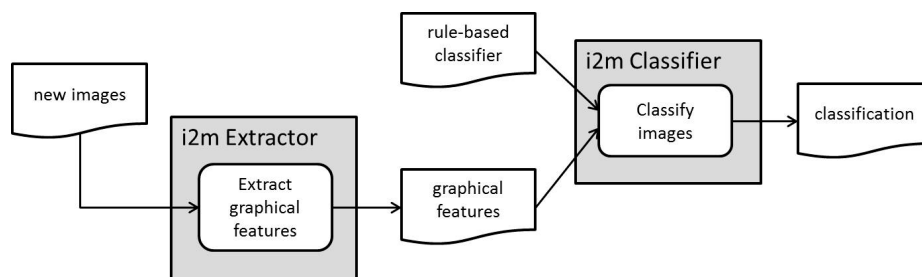 new images
i2m Extractor
Extract
graphical
features
rule-based
classifier
graphical
features
i2m Classifier
Classify
images
classification